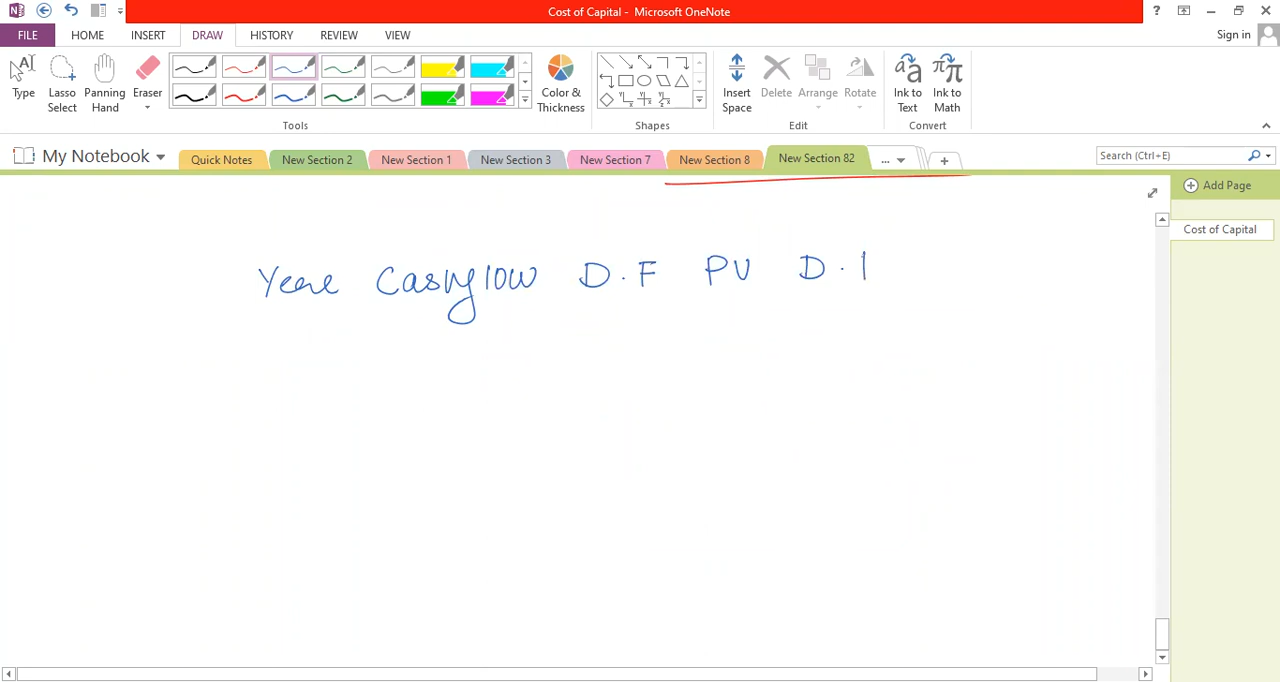 Cost of Capital - Microsoft OneNote
?
FILE HOME INSERT DRAW HISTORY REVIEW VIEW
Sign in
Type Lasso Select Panning Hand Eraser
Color & Thickness
Insert Space Delete Arrange Rotate
Ink to Text Ink to Math
Tools Shapes Edit Convert
My Notebook Quick Notes New Section 2 New Section 1 New Section 3 New Section 7 New Section 8 New Section 82 ... +
Search (Ctrl+E)
Add Page
Cost of Capital
Year Cashflow D.F PV D.I